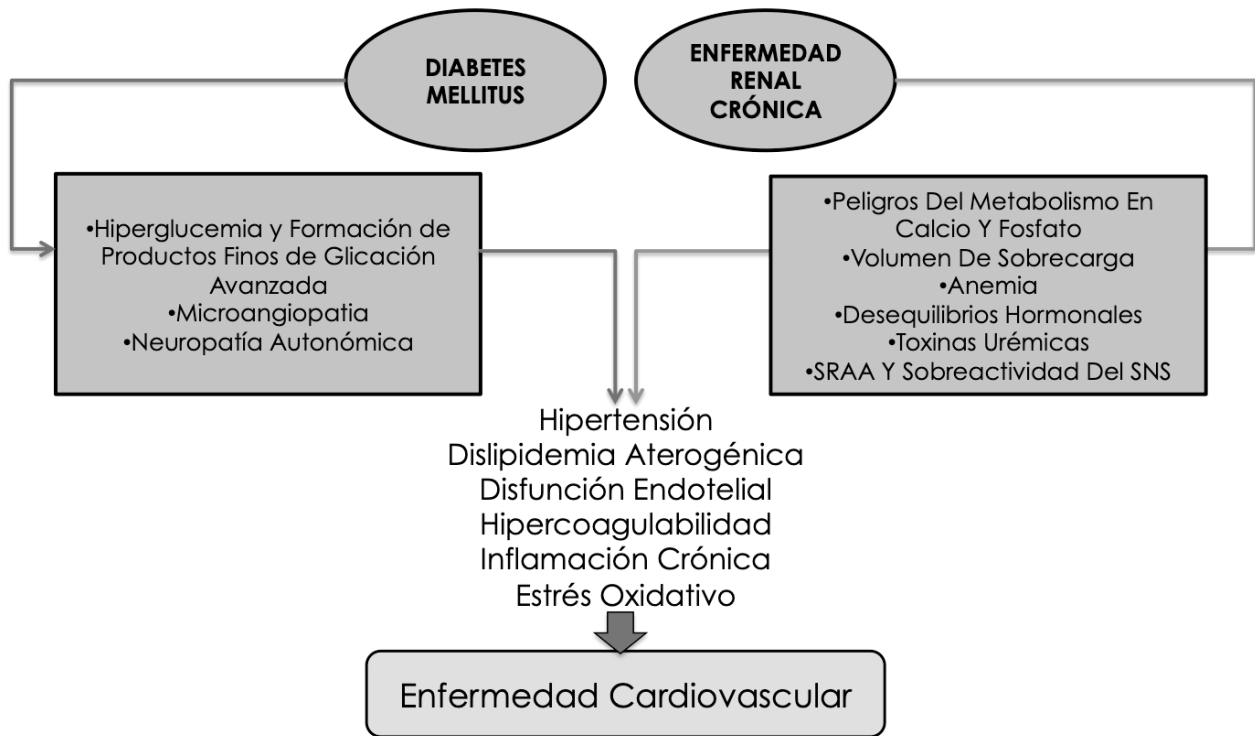 DIABETES
MELLITUS
ENFERMEDAD
RENAL
CRÓNICA
•Hiperglucemia y Formación de
Productos Finos de Glicación
Avanzada
•Microangiopatia
•Neuropatía Autonómica
•Peligros Del Metabolismo En
Calcio Y Fosfato
•Volumen De Sobrecarga
•Anemia
•Desequilibrios Hormonales
•Toxinas Urémicas
•SRAA Y Sobreactividad Del SNS
Hipertensión
Dislipidemia Aterogénica
Disfunción Endotelial
Hipercoagulabilidad
Inflamación Crónica
Estrés Oxidativo
Enfermedad Cardiovascular